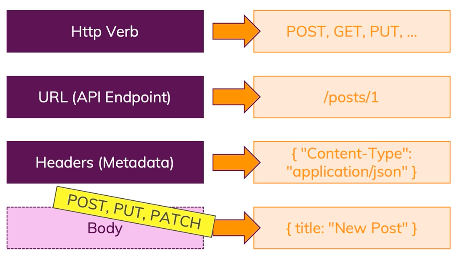 Http Verb
POST, GET, PUT, ...
URL (API Endpoint)
/posts/1
Headers (Metadata)
{ "Content-Type":
"application/json" }
POST, PUT, PATCH
Body
{ title: "New Post" }